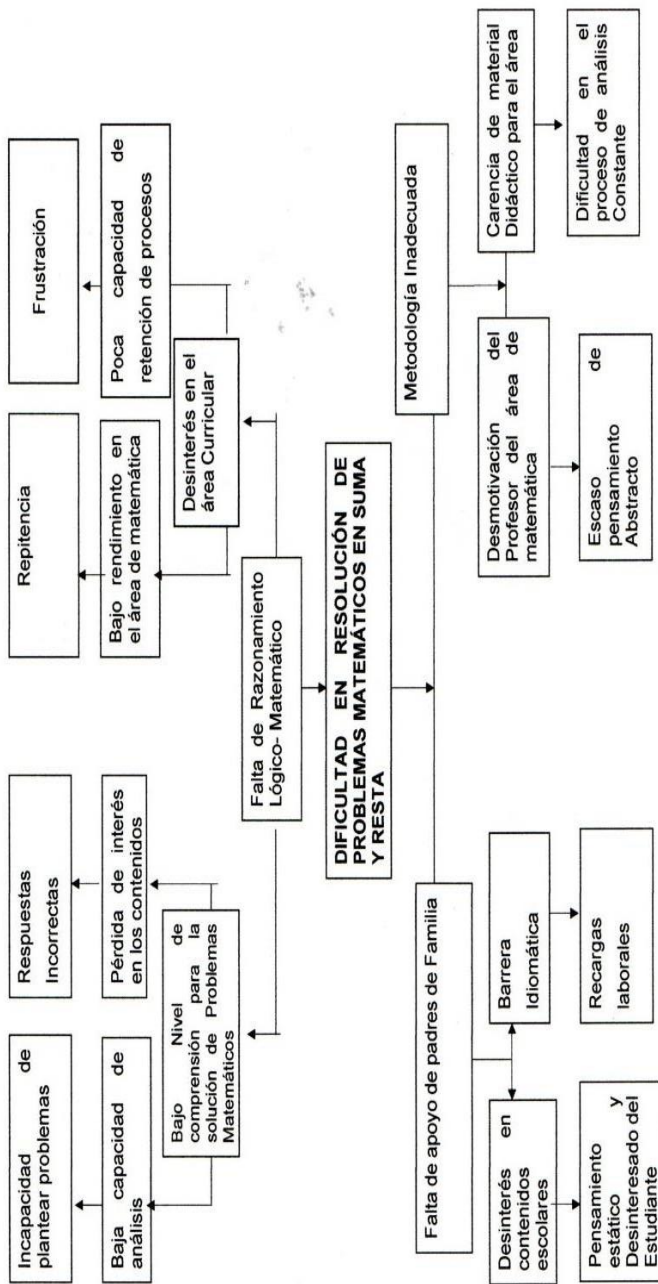 Incapacidad de
plantear problemas
Respuestas
Incorrectas
Repitencia
Frustración
Baja capacidad de
análisis
Pérdida de interés
en los contenidos
Bajo rendimiento en
el área de matemática
Poca capacidad de
retención de procesos
Bajo Nivel de
comprensión para la
solución de Problemas
Matemáticos
Desinterés en el
área Curricular
Falta de Razonamiento
Lógico- Matemático
DIFICULTAD EN RESOLUCIÓN DE
PROBLEMAS MATEMÁTICOS EN SUMA
Y RESTA
Falta de apoyo de padres de Familia
Metodología Inadecuada
Desinterés en
contenidos
escolares
Barrera
Idiomática
Desmotivación del
Profesor del área de
matemática
Carencia de material
Didáctico para el área
Pensamiento
estático y
Desinteresado del
Estudiante
Recargas
laborales
Escaso de
pensamiento
Abstracto
Dificultad en el
proceso de análisis
Constante